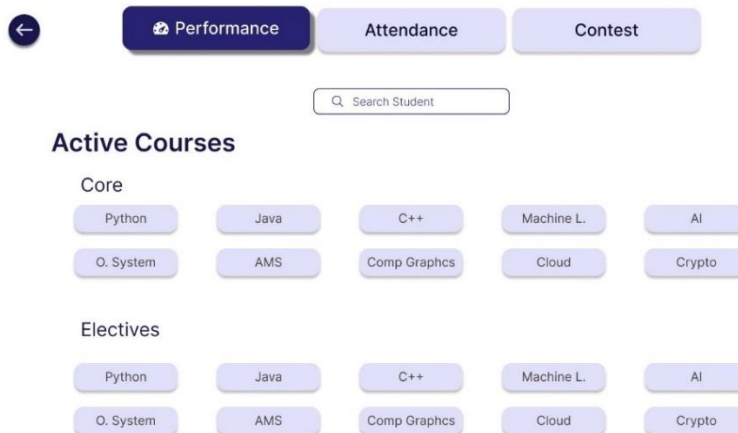 Performance Attendance Contest
Search Student
Active Courses
Core
Python Java C++ Machine L. AI
O. System AMS Comp Graphcs Cloud Crypto
Electives
Python Java C++ Machine L. AI
O. System AMS Comp Graphcs Cloud Crypto